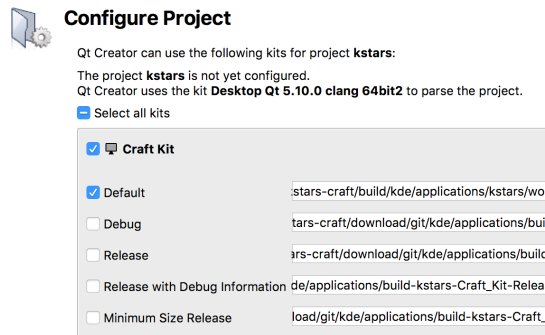 Configure Project
Qt Creator can use the following kits for project kstars:
The project kstars is not yet configured.
Qt Creator uses the kit Desktop Qt 5.10.0 clang 64bit2 to parse the project.
Select all kits
Craft Kit
Default kstars-craft/build/kde/applications/kstars/wo
Debug tars-craft/download/git/kde/applications/bui
Release ars-craft/download/git/kde/applications/build
Release with Debug Information de/applications/build-kstars-Craft_Kit-Relea
Minimum Size Release load/git/kde/applications/build-kstars-Craft_